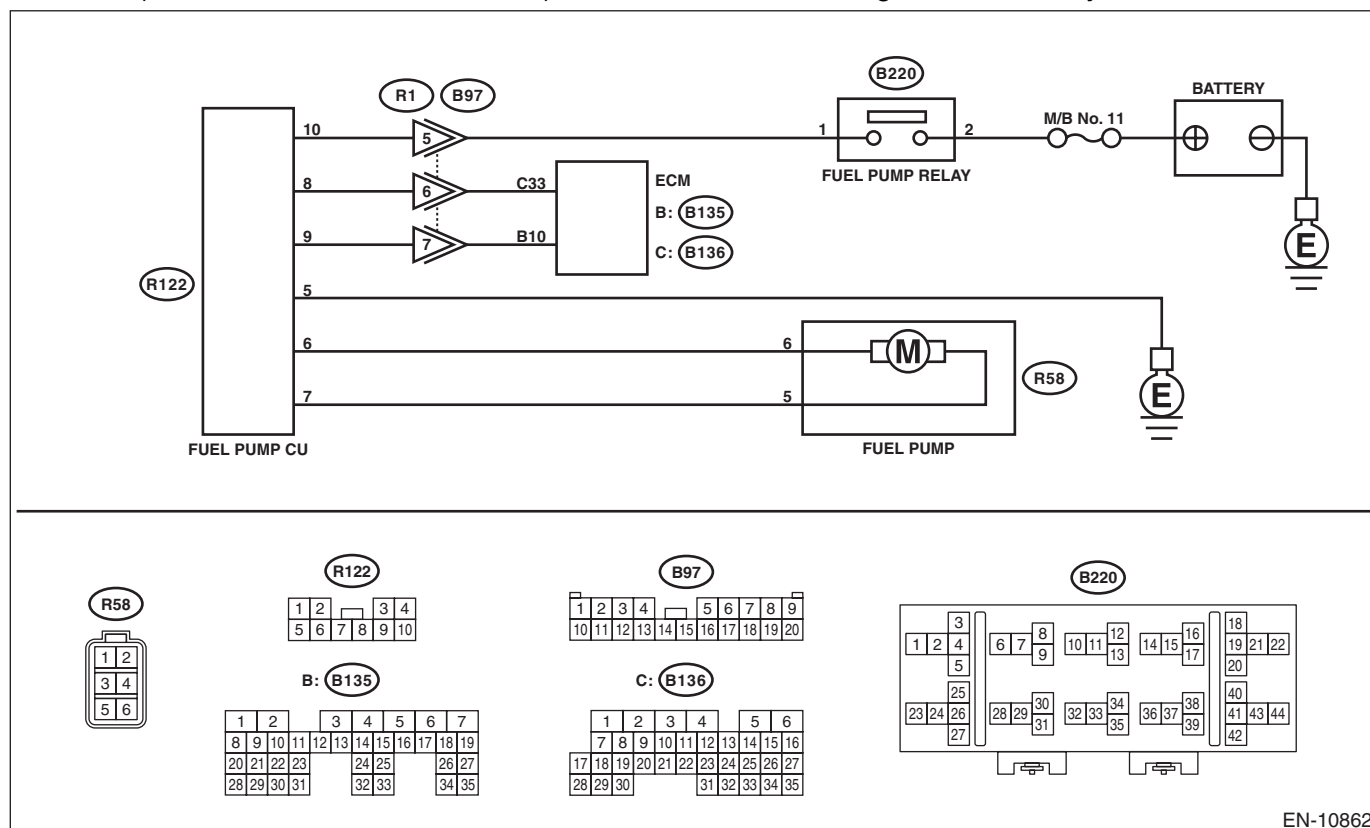 B220
R1 B97
BATTERY
M/B No. 11
10 5 1 2
FUEL PUMP RELAY
8 6 C33 ECM
B: B135
9 7 B10
C: B136
E
R122
5
6 6 M
R58
7 5 E
FUEL PUMP CU FUEL PUMP
R122 B97 B220
R58
1 2 3 4
5 6 7 8 9 10
1 2 3 4 5 6 7 8 9
10 11 12 13 14 15 16 17 18 19 20
1 2
3 4
5 6
B: B135
1 2 3 4 5 6 7
8 9 10 11 12 13 14 15 16 17 18 19
20 21 22 23 24 25 26 27
28 29 30 31 32 33 34 35
C: B136
1 2 3 4 5 6
7 8 9 10 11 12 13 14 15 16
17 18 19 20 21 22 23 24 25 26 27
28 29 30 31 32 33 34 35
3 8 12 16 18
1 2 4 6 7 10 11 14 15 19 21 22
5 9 13 17 20
25 30 34 38 40
23 24 26 28 29 32 33 36 37 41 43 44
27 31 35 39 42
EN-10862